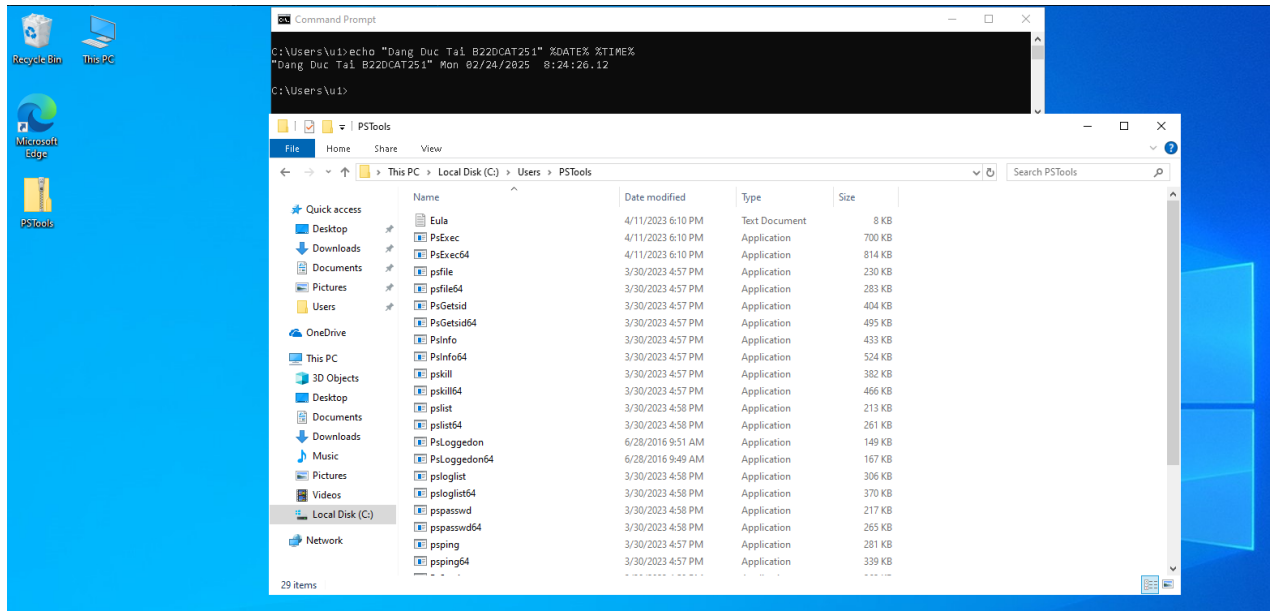 Recycle Bin
This PC
Microsoft Edge
PSTools
Command Prompt
C:\Users\u1>echo "Dang Duc Tai B22DCAT251" %DATE% %TIME%
"Dang Duc Tai B22DCAT251" Mon 02/24/2025  8:24:26.12
C:\Users\u1>
PSTools
File Home Share View
This PC > Local Disk (C:) > Users > PSTools
Search PSTools
Quick access
Desktop
Downloads
Documents
Pictures
Users
OneDrive
This PC
3D Objects
Desktop
Documents
Downloads
Music
Pictures
Videos
Local Disk (C:)
Network
Name Date modified Type Size
Eula 4/11/2023 6:10 PM Text Document 8 KB
PsExec 4/11/2023 6:10 PM Application 700 KB
PsExec64 4/11/2023 6:10 PM Application 814 KB
psfile 3/30/2023 4:57 PM Application 230 KB
psfile64 3/30/2023 4:57 PM Application 283 KB
PsGetsid 3/30/2023 4:57 PM Application 404 KB
PsGetsid64 3/30/2023 4:57 PM Application 495 KB
PsInfo 3/30/2023 4:57 PM Application 433 KB
PsInfo64 3/30/2023 4:57 PM Application 524 KB
pskill 3/30/2023 4:57 PM Application 382 KB
pskill64 3/30/2023 4:57 PM Application 466 KB
pslist 3/30/2023 4:58 PM Application 213 KB
pslist64 3/30/2023 4:58 PM Application 261 KB
PsLoggedon 6/28/2016 9:51 AM Application 149 KB
PsLoggedon64 6/28/2016 9:49 AM Application 167 KB
psloglist 3/30/2023 4:58 PM Application 306 KB
psloglist64 3/30/2023 4:58 PM Application 370 KB
pspasswd 3/30/2023 4:58 PM Application 217 KB
pspasswd64 3/30/2023 4:58 PM Application 265 KB
psping 3/30/2023 4:57 PM Application 281 KB
psping64 3/30/2023 4:57 PM Application 339 KB
29 items